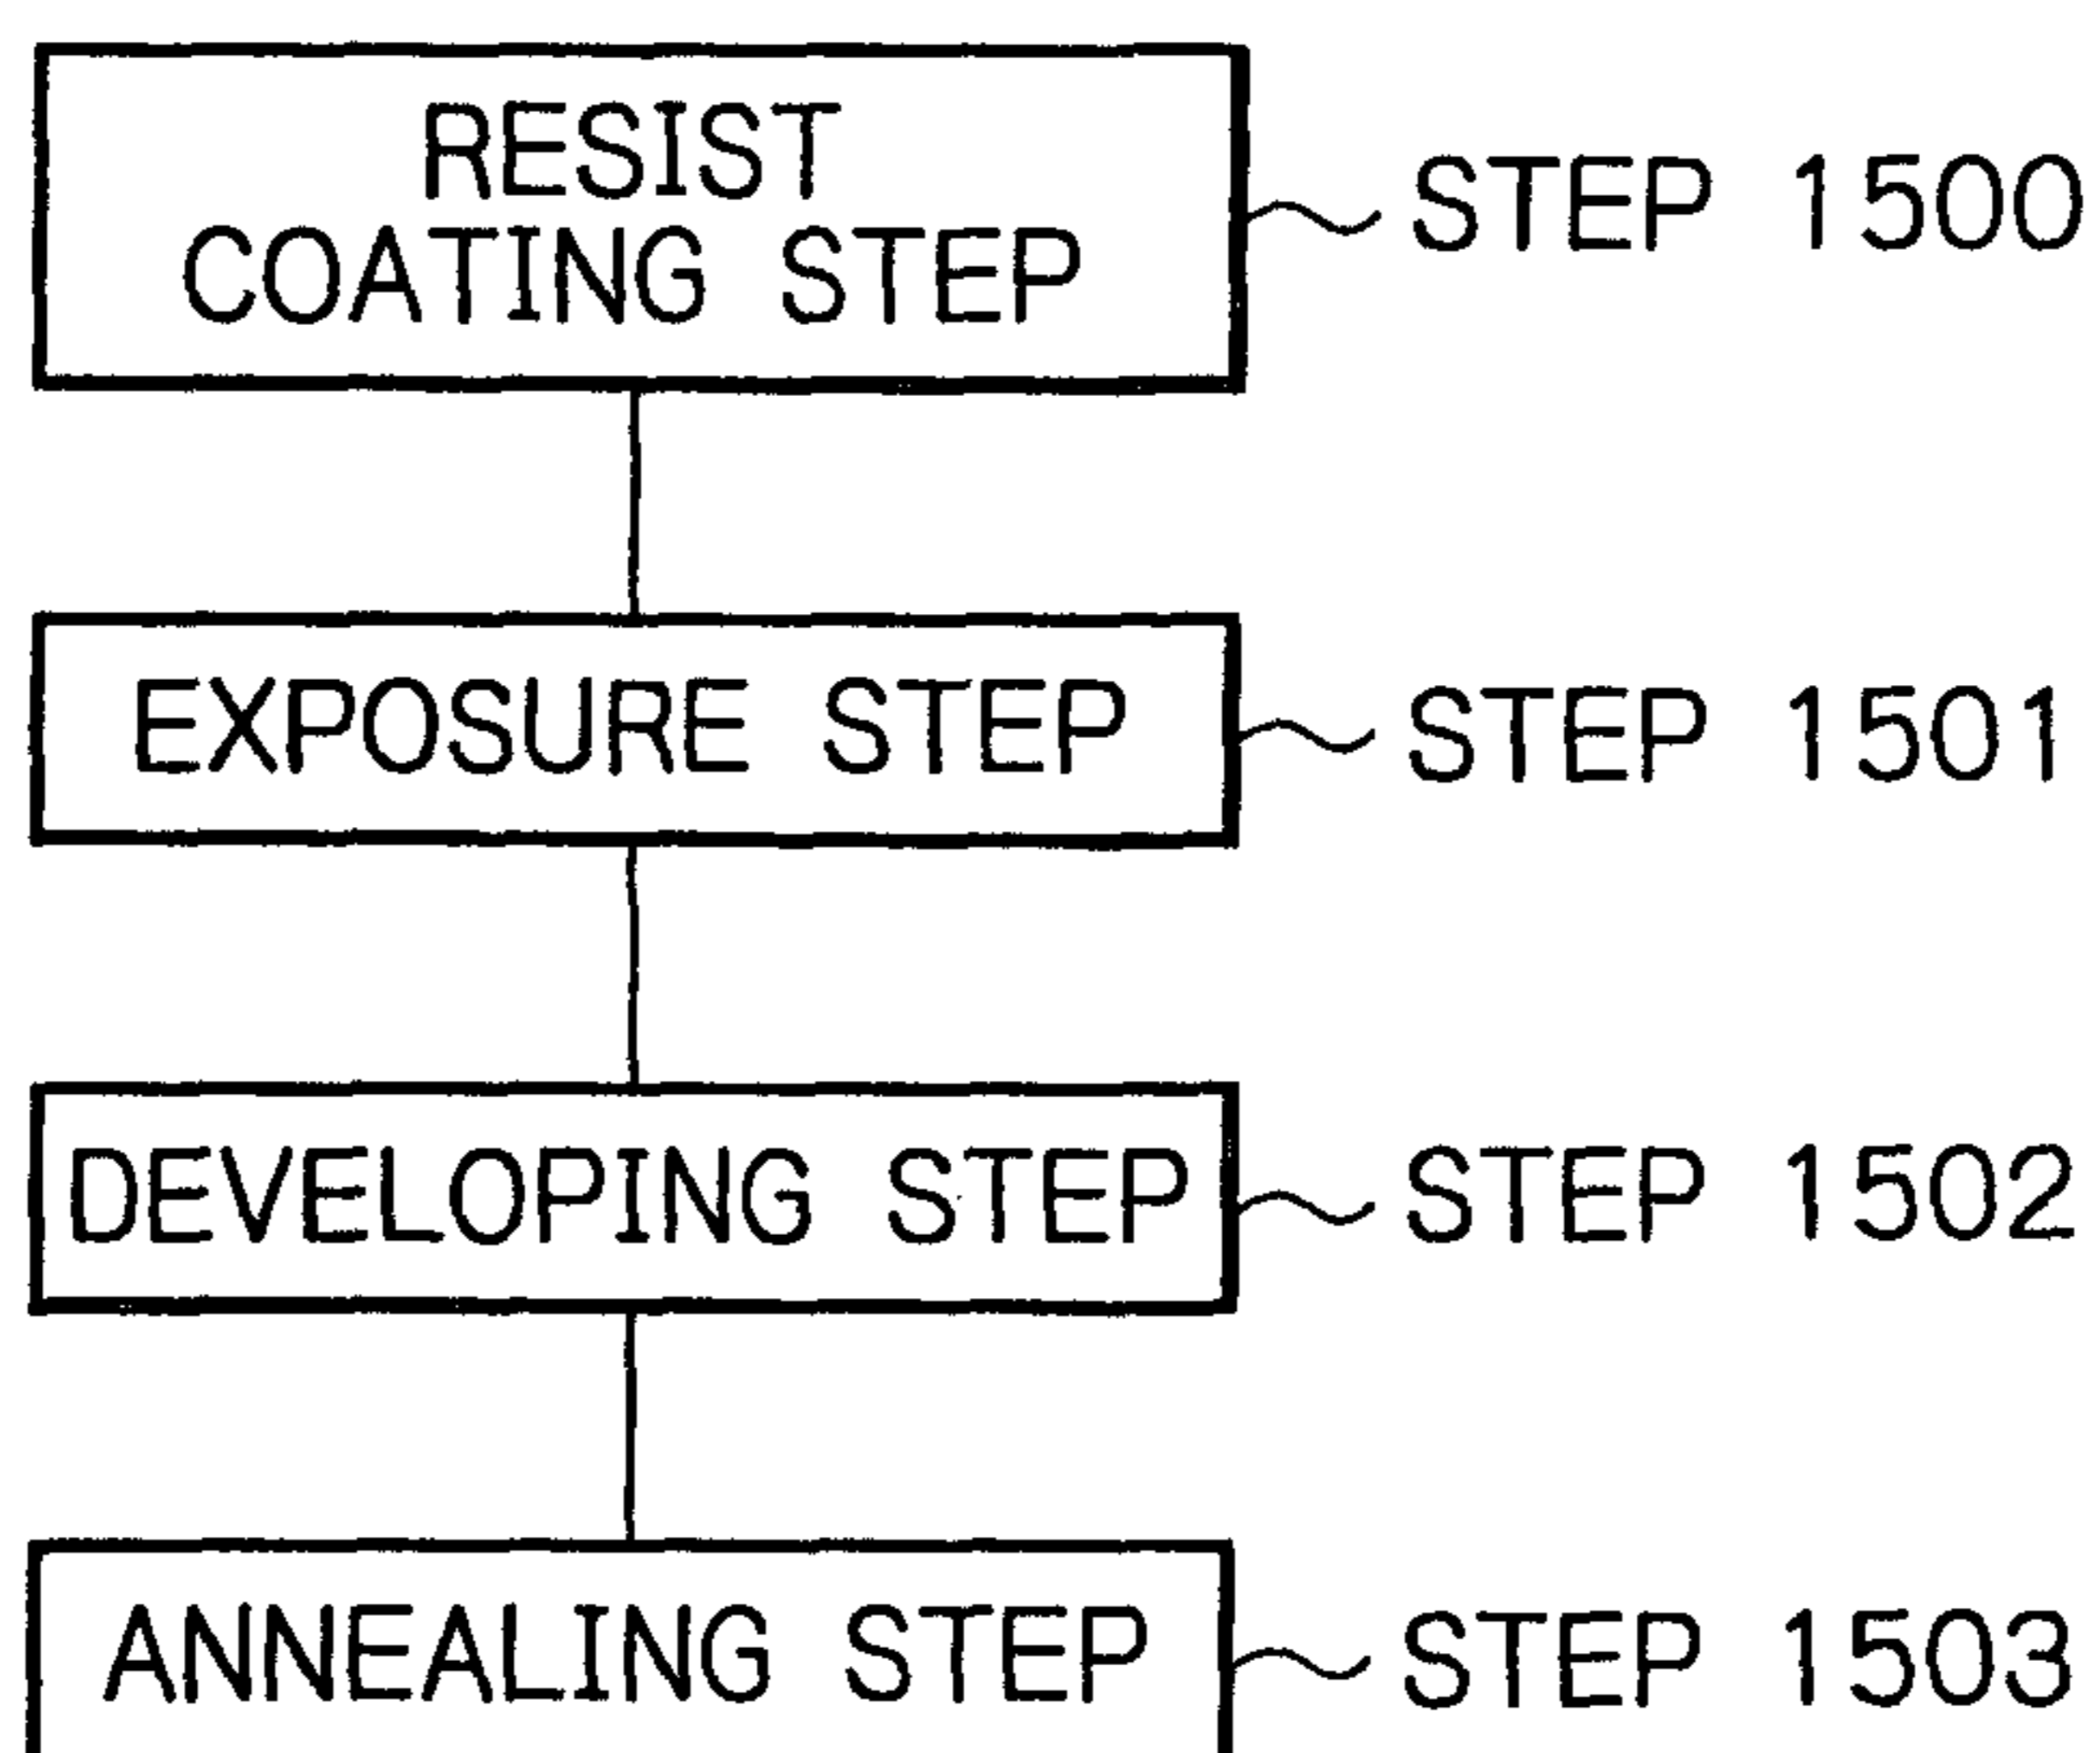 RESIST
COATING STEP
STEP 1500
EXPOSURE STEP
STEP 1501
DEVELOPING STEP
STEP 1502
ANNEALING STEP
STEP 1503